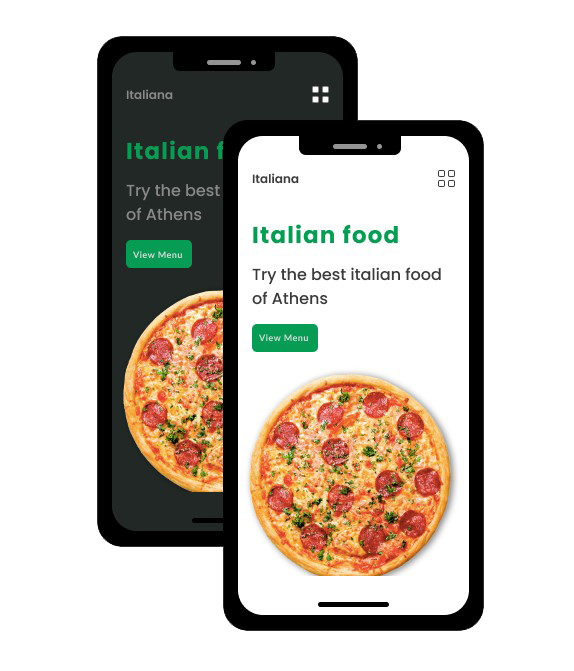 Italiana
Italian f
Try the best
of Athens
View Menu
Italiana
Italian food
Try the best italian food
of Athens
View Menu